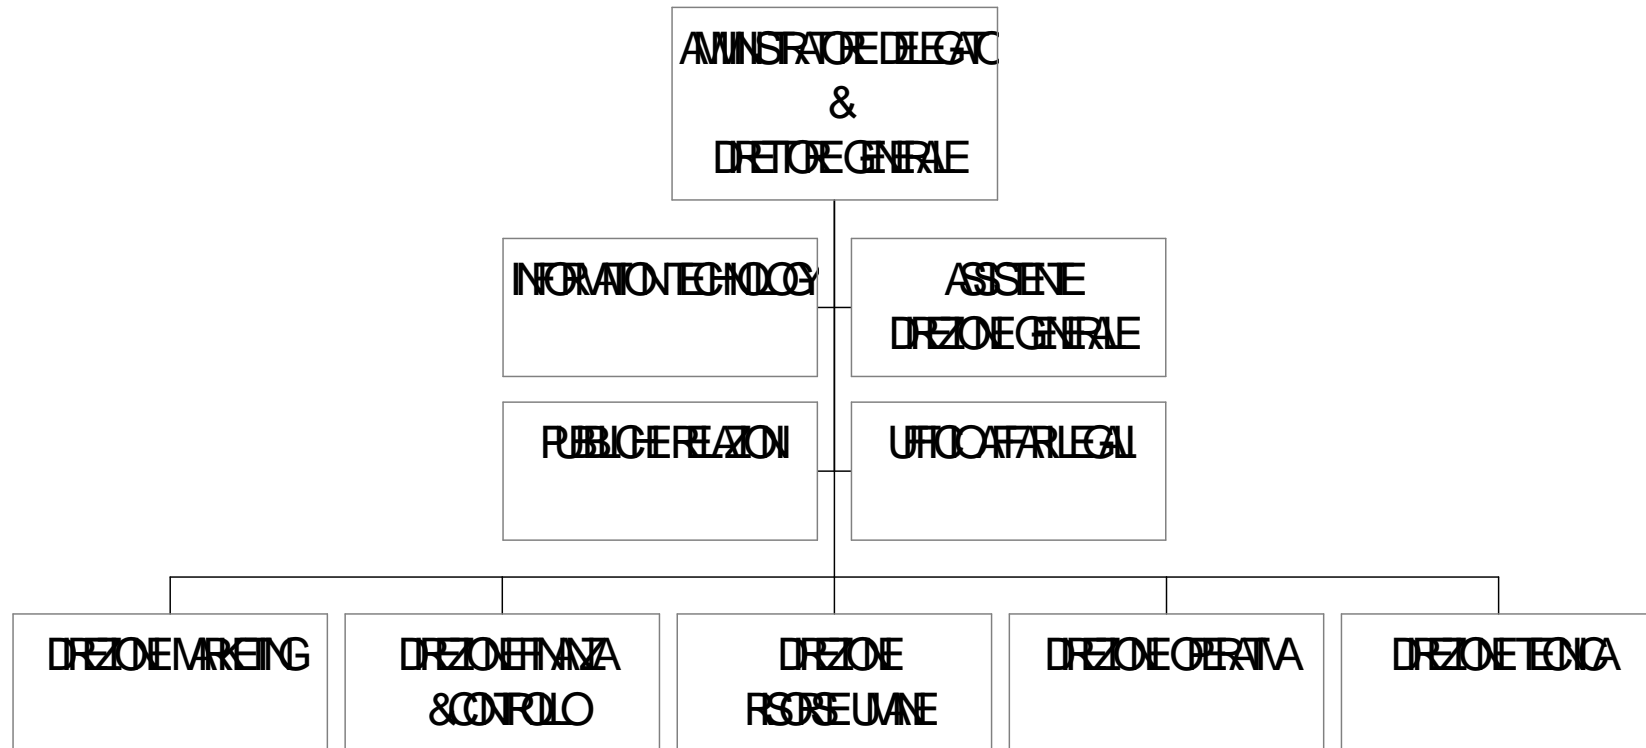 AMMINISTRATORE DELEGATO
&
DIRETTORE GENERALE
INFORMATION TECHNOLOGY
ASSISTENTE
DIREZIONE GENERALE
PUBBLICHE RELAZIONI
UFFICIO AFFARI LEGALI
DIREZIONE MARKETING
DIREZIONE FINANZA
& CONTROLLO
DIREZIONE
RISORSE UMANE
DIREZIONE OPERATIVA
DIREZIONE TECNICA